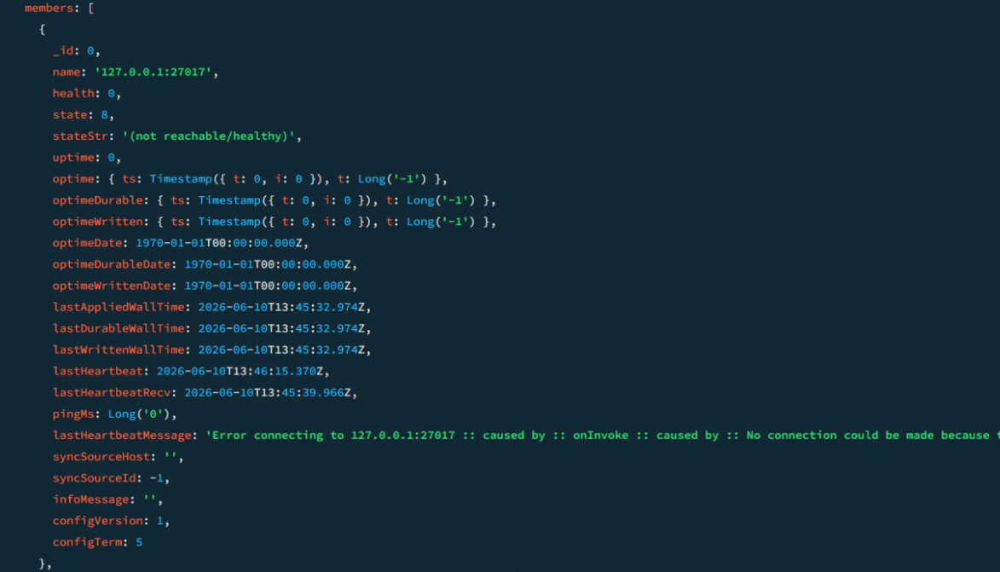 members: [
{
_id: 0,
name: '127.0.0.1:27017',
health: 0,
state: 8,
stateStr: '(not reachable/healthy)',
uptime: 0,
optime: { ts: Timestamp({ t: 0, i: 0 }), t: Long('-1') },
optimeDurable: { ts: Timestamp({ t: 0, i: 0 }), t: Long('-1') },
optimeWritten: { ts: Timestamp({ t: 0, i: 0 }), t: Long('-1') },
optimeDate: 1970-01-01T00:00:00.000Z,
optimeDurableDate: 1970-01-01T00:00:00.000Z,
optimeWrittenDate: 1970-01-01T00:00:00.000Z,
lastAppliedWallTime: 2026-06-10T13:45:32.974Z,
lastDurableWallTime: 2026-06-10T13:45:32.974Z,
lastWrittenWallTime: 2026-06-10T13:45:32.974Z,
lastHeartbeat: 2026-06-10T13:46:15.370Z,
lastHeartbeatRecv: 2026-06-10T13:45:39.966Z,
pingMs: Long('0'),
lastHeartbeatMessage: 'Error connecting to 127.0.0.1:27017 :: caused by :: onInvoke :: caused by :: No connection could be made because
syncSourceHost: '',
syncSourceId: -1,
infoMessage: '',
configVersion: 1,
configTerm: 5
},